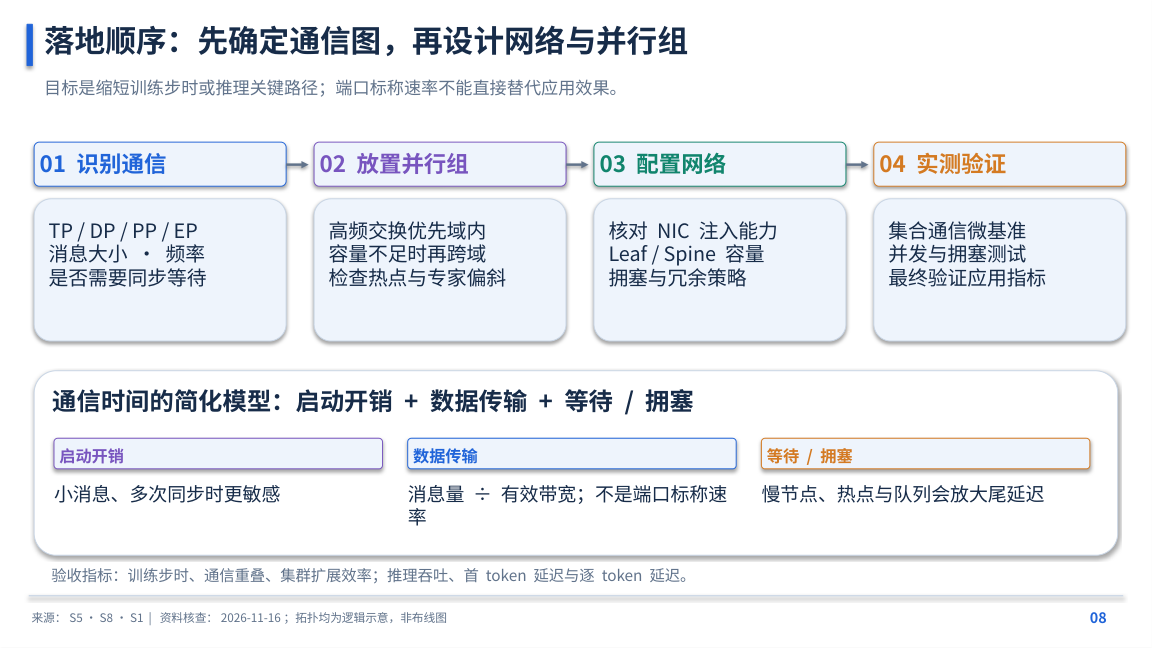 落地顺序：先确定通信图，再设计网络与并行组
目标是缩短训练步时或推理关键路径；端口标称速率不能直接替代应用效果。
01 识别通信
02 放置并行组
03 配置网络
04 实测验证
TP / DP / PP / EP
消息大小 · 频率
是否需要同步等待
高频交换优先域内
容量不足时再跨域
检查热点与专家偏斜
核对 NIC 注入能力
Leaf / Spine 容量
拥塞与冗余策略
集合通信微基准
并发与拥塞测试
最终验证应用指标
通信时间的简化模型：启动开销 + 数据传输 + 等待 / 拥塞
启动开销
小消息、多次同步时更敏感
数据传输
消息量 ÷ 有效带宽；不是端口标称速
率
等待 / 拥塞
慢节点、热点与队列会放大尾延迟
验收指标：训练步时、通信重叠、集群扩展效率；推理吞吐、首 token 延迟与逐 token 延迟。
来源： S5 · S8 · S1 | 资料核查： 2026-11-16 ；拓扑均为逻辑示意，非布线图
08